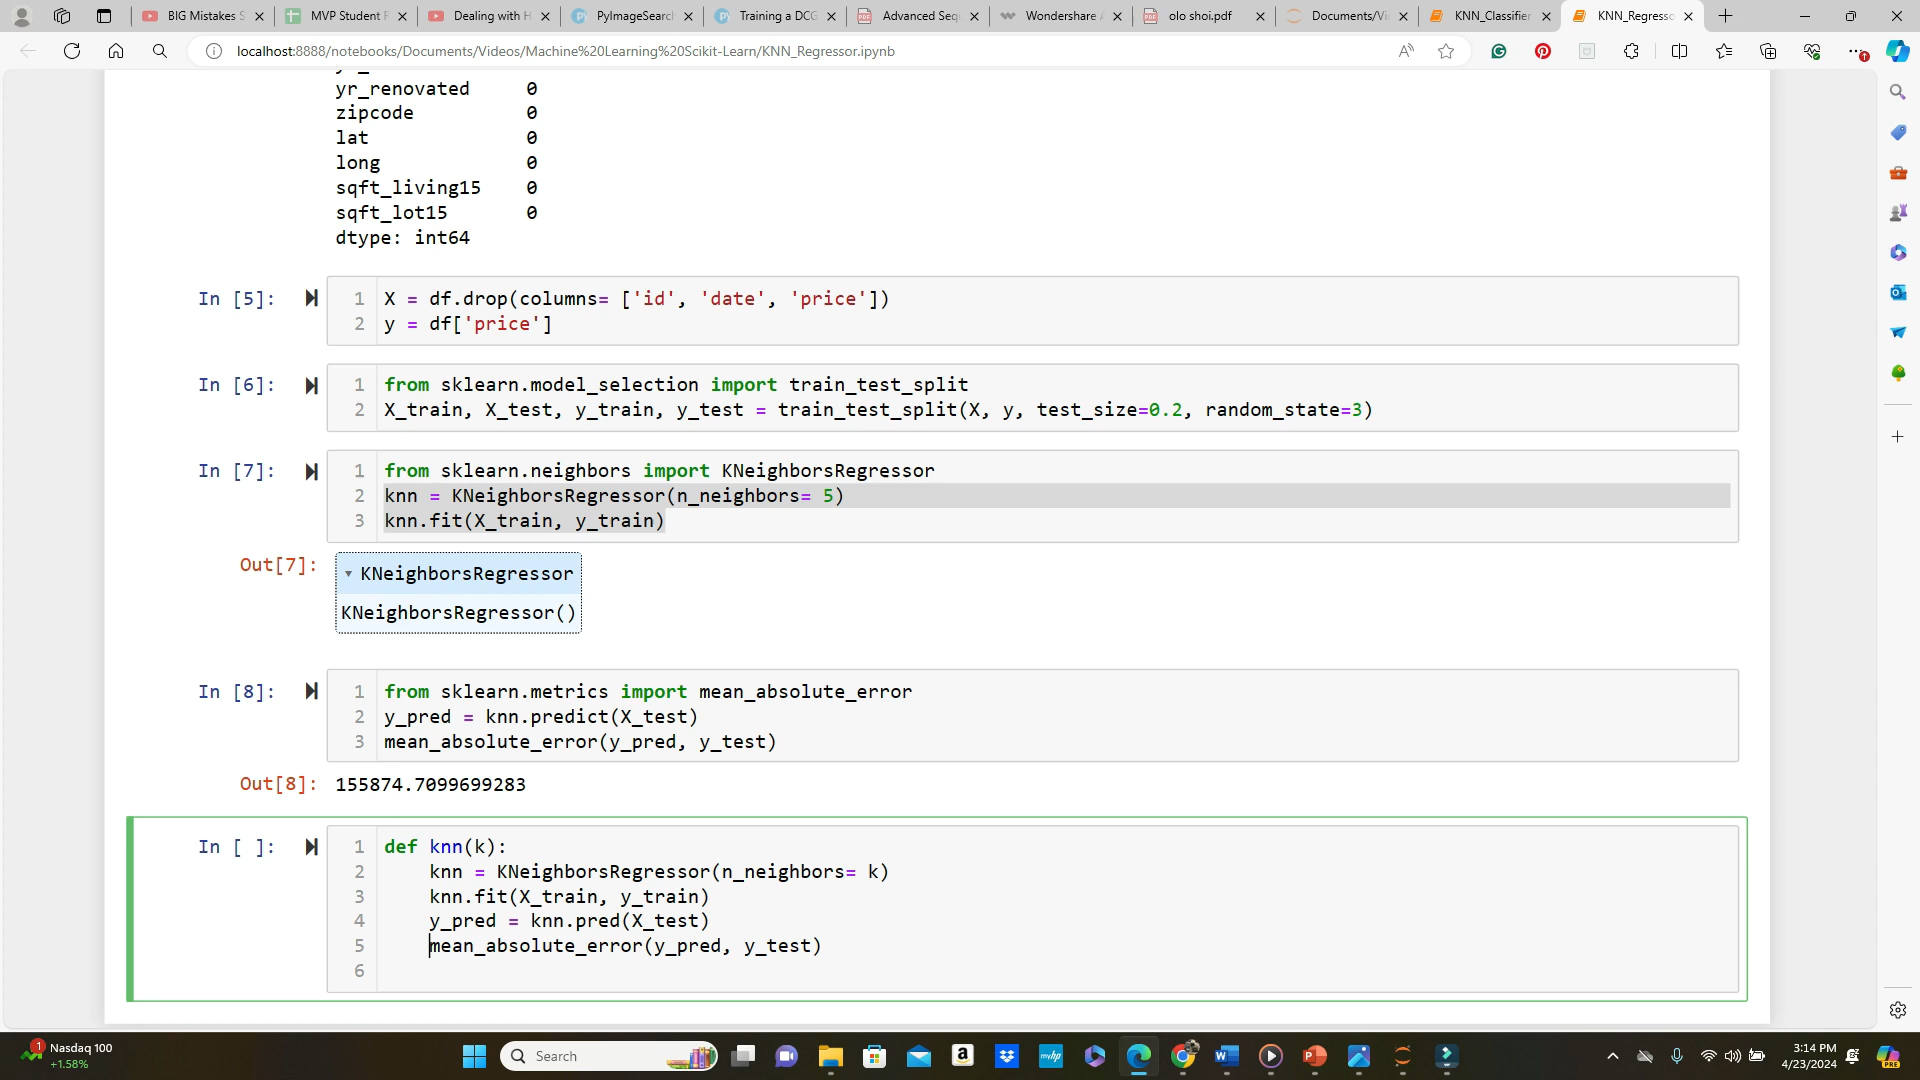 BIG Mistakes S
MVP Student F
Dealing with H
PyImageSearc
Training a DCG
Advanced Seq
Wondershare
olo shoi.pdf
Documents/Vi
KNN_Classifier
KNN_Regresso
localhost:8888/notebooks/Documents/Videos/Machine%20Learning%20Scikit-Learn/KNN_Regressor.ipynb
yr_renovated 0
zipcode 0
lat 0
long 0
sqft_living15 0
sqft_lot15 0
dtype: int64
In [5]:
1 X = df.drop(columns= ['id', 'date', 'price'])
2 y = df['price']
In [6]:
1 from sklearn.model_selection import train_test_split
2 X_train, X_test, y_train, y_test = train_test_split(X, y, test_size=0.2, random_state=3)
In [7]:
1 from sklearn.neighbors import KNeighborsRegressor
2 knn = KNeighborsRegressor(n_neighbors= 5)
3 knn.fit(X_train, y_train)
Out[7]:
KNeighborsRegressor
KNeighborsRegressor()
In [8]:
1 from sklearn.metrics import mean_absolute_error
2 y_pred = knn.predict(X_test)
3 mean_absolute_error(y_pred, y_test)
Out[8]: 155874.7099699283
In [ ]:
1 def knn(k):
2 knn = KNeighborsRegressor(n_neighbors= k)
3 knn.fit(X_train, y_train)
4 y_pred = knn.pred(X_test)
5 mean_absolute_error(y_pred, y_test)
6
1
Nasdaq 100
+1.58%
Search
3:14 PM
4/23/2024
PRE